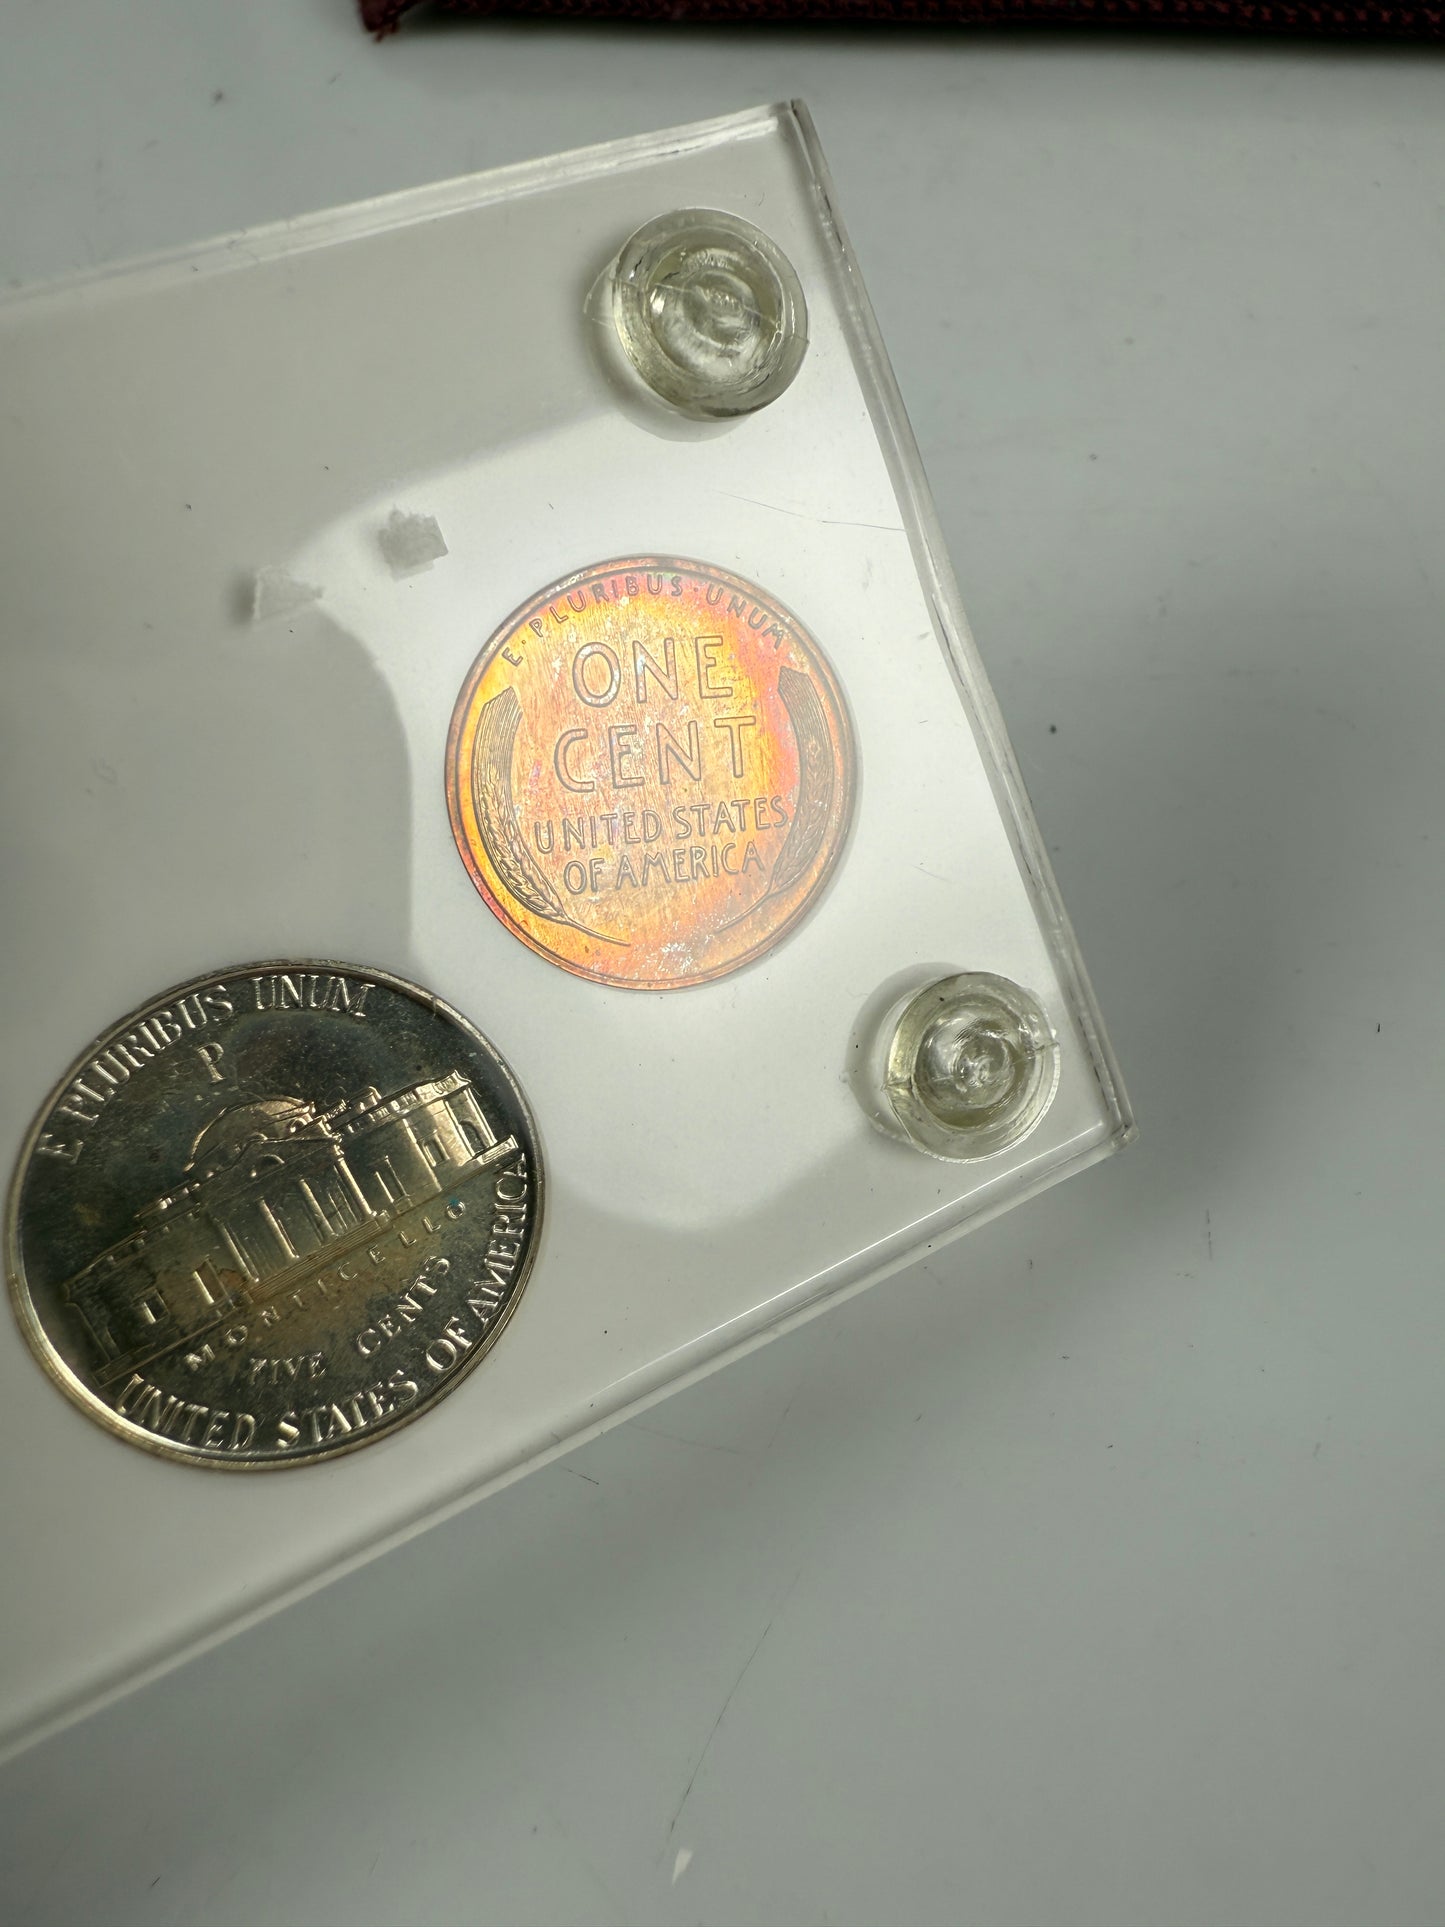 E·PLURIBUS·UNUM
ONE
CENT
UNITED STATES
OF AMERICA
E PLURIBUS UNUM
P
MONTICELLO
FIVE CENTS
UNITED STATES OF AMERICA